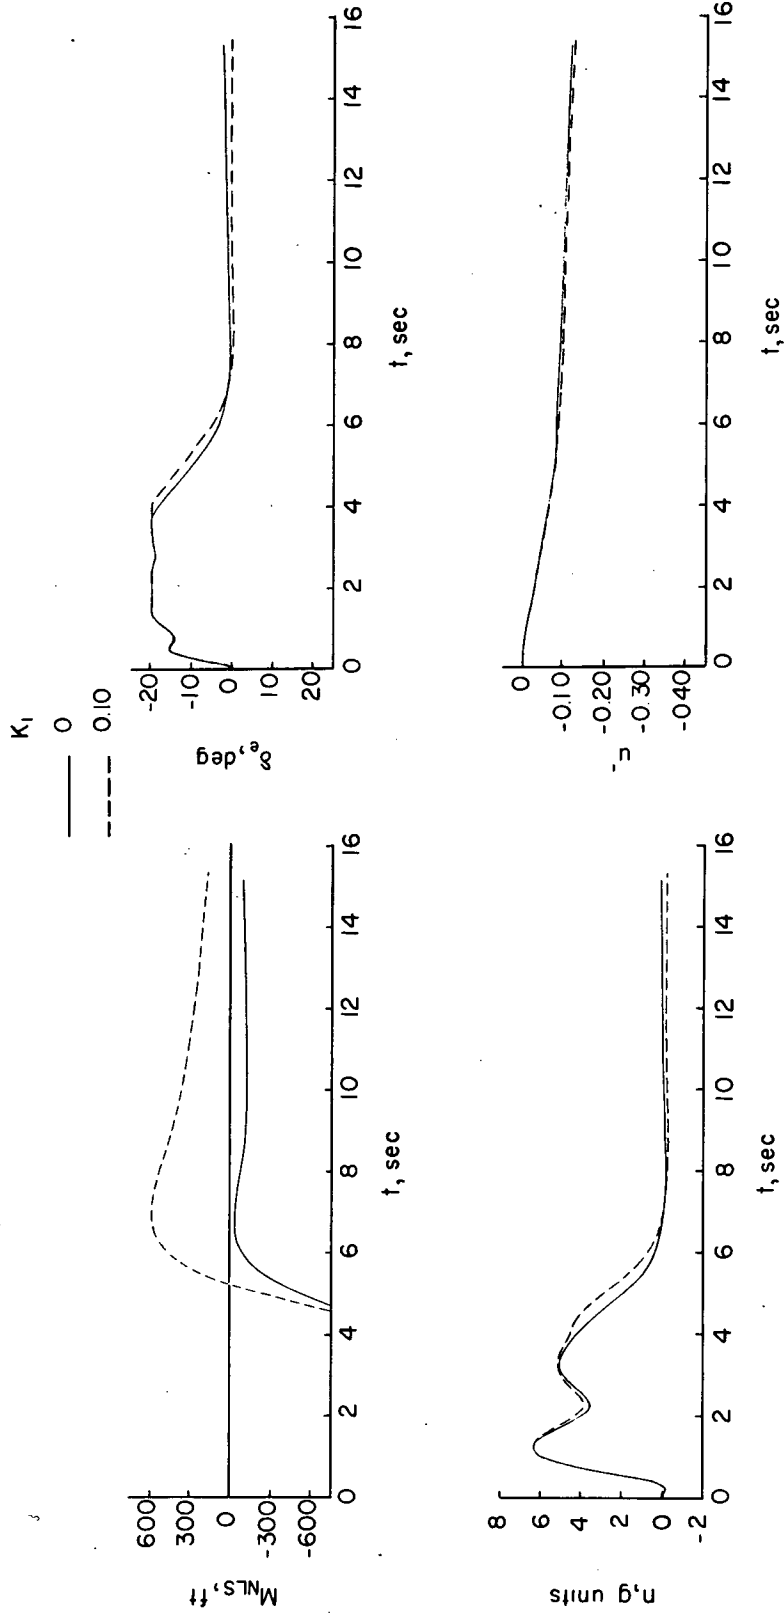 K₁
0
0.10
M_NLS, ft
600
300
0
-300
-600
0 2 4 6 8 10 12 14 16
t, sec
δe, deg
-20
-10
0
10
20
0 2 4 6 8 10 12 14 16
t, sec
n, g units
8
6
4
2
0
-2
0 2 4 6 8 10 12 14 16
t, sec
u'
0
-0.10
-0.20
-0.30
-0.40
0 2 4 6 8 10 12 14 16
t, sec